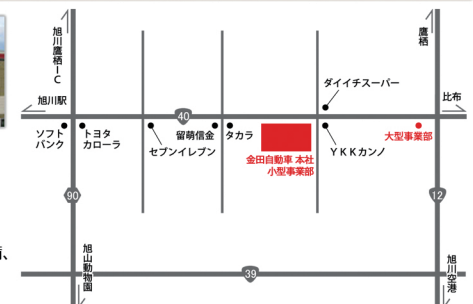 旭川鷹栖IC
鷹栖
ダイイチスーパー
旭川駅
比布
40
ソフト
バンク
トヨタ
カローラ
セブンイレブン
留萌信金
タカラ
ＹＫＫカンノ
大型事業部
金田自動車 本社
小型事業部
90
12
、
旭山動物園
39
旭川空港